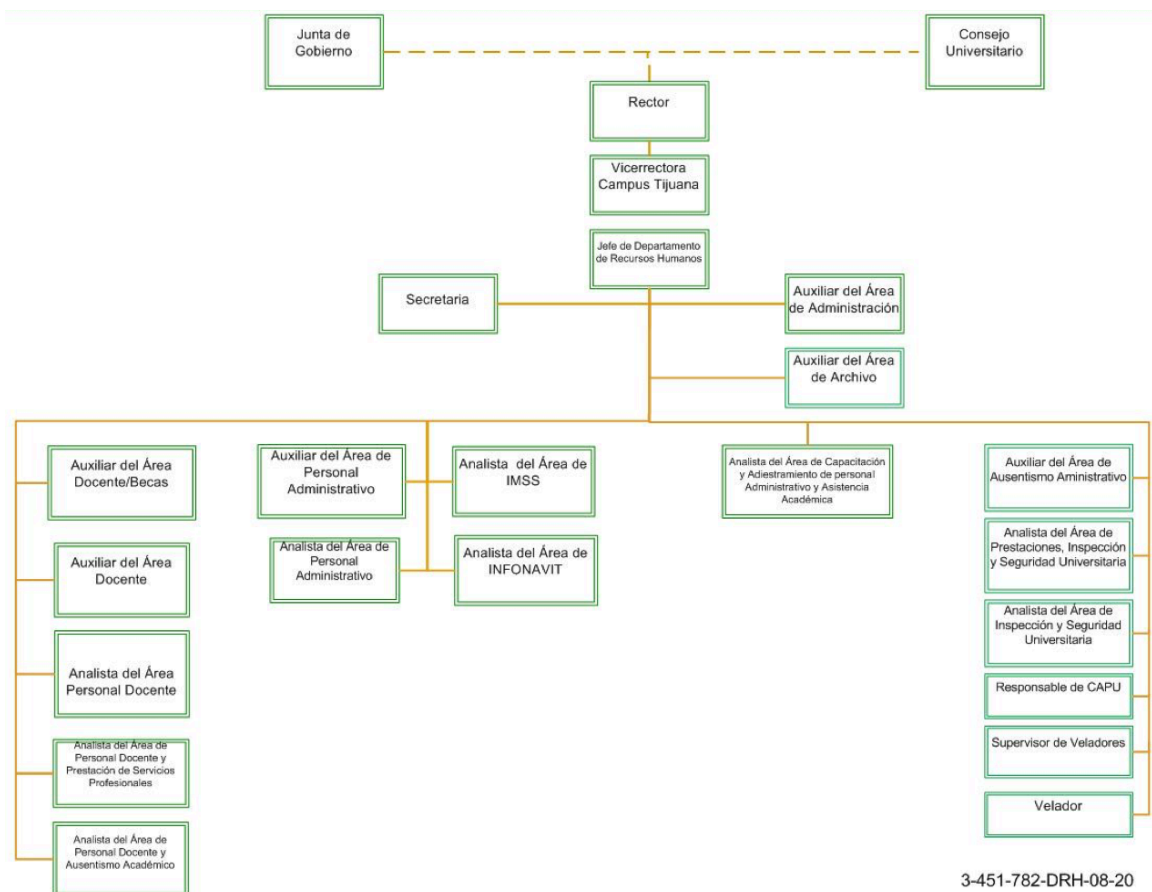 Junta de
Gobierno
Consejo
Universitario
Rector
Vicerrectora
Campus Tijuana
Jefe de Departamento
de Recursos Humanos
Secretaria
Auxiliar del Área
de Administración
Auxiliar del Área
de Archivo
Auxiliar del Área
Docente/Becas
Auxiliar del Área
Docente
Analista del Área
Personal Docente
Analista del Área de
Personal Docente y
Prestación de Servicios
Profesionales
Analista del Área de
Personal Docente y
Ausentismo Académico
Auxiliar del Área de
Personal
Administrativo
Analista del Área de
IMSS
Analista del Área de
Personal
Administrativo
Analista del Área de
INFONAVIT
Analista del Área de Capacitación
y Adiestramiento de personal
Administrativo y Asistencia
Académica
Auxiliar del Área de
Ausentismo Aministrativo
Analista del Área de
Prestaciones, Inspección
y Seguridad Universitaria
Analista del Área de
Inspección y Seguridad
Universitaria
Responsable de CAPU
Supervisor de Veladores
Velador
3-451-782-DRH-08-20